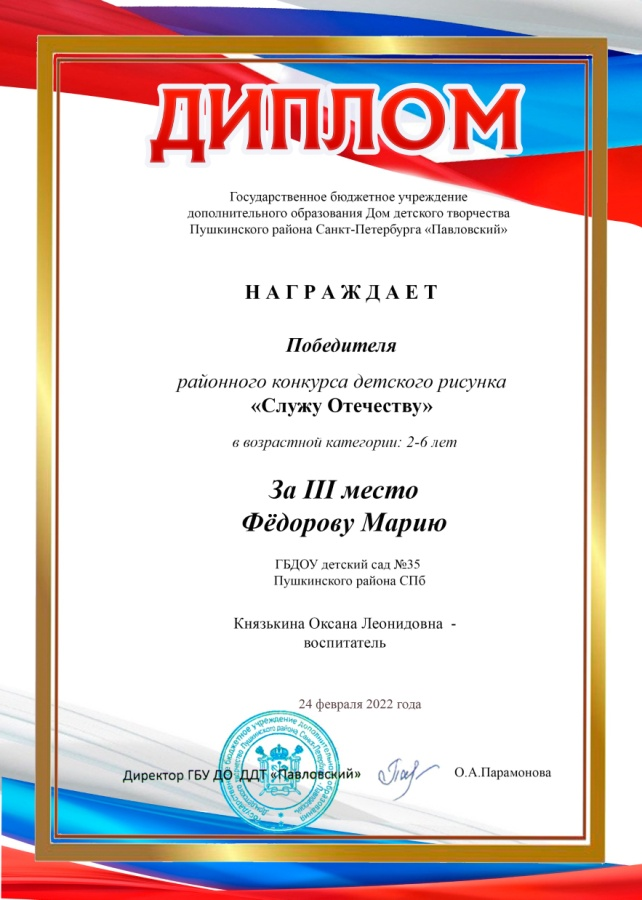 ДИПЛОМ
Государственное бюджетное учреждение
дополнительного образования Дом детского творчества
Пушкинского района Санкт-Петербурга «Павловский»
НАГРАЖДАЕТ
Победителя
районного конкурса детского рисунка
«Служу Отечеству»
в возрастной категории: 2-6 лет
За III место
Фёдорову Марию
ГБДОУ детский сад №35
Пушкинского района СПб
Князькина Оксана Леонидовна -
воспитатель
24 февраля 2022 года
Директор ГБУ ДО ДДТ «Павловский» О.А.Парамонова